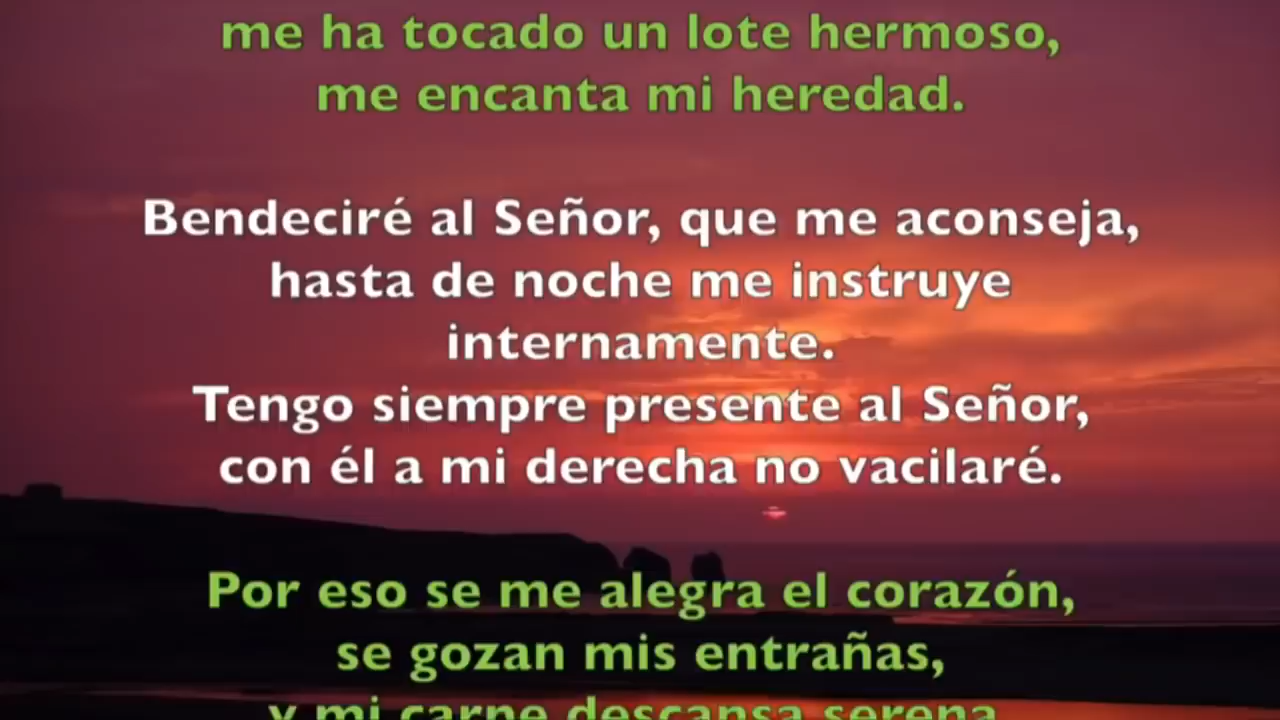 me ha tocado un lote hermoso,
me encanta mi heredad.
Bendeciré al Señor, que me aconseja,
hasta de noche me instruye
internamente.
Tengo siempre presente al Señor,
con él a mi derecha no vacilaré.
Por eso se me alegra el corazón,
se gozan mis entrañas,
y mi carne descansa serena